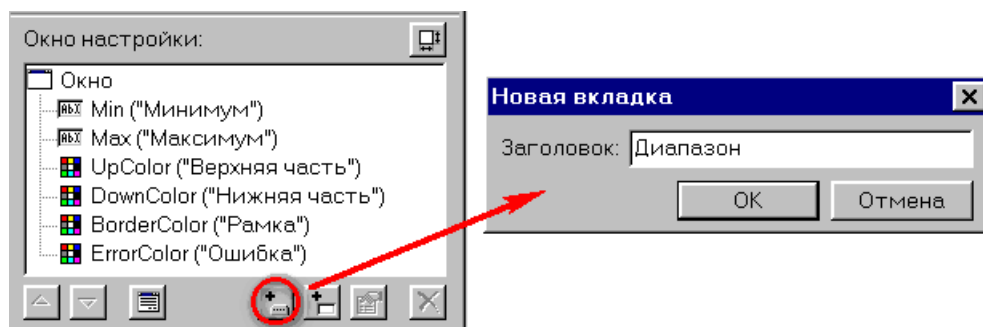 Окно настройки:
Окно
Min ("Минимум")
Max ("Максимум")
UpColor ("Верхняя часть")
DownColor ("Нижняя часть")
BorderColor ("Рамка")
ErrorColor ("Ошибка")
Новая вкладка
Заголовок: Диапазон
OK Отмена